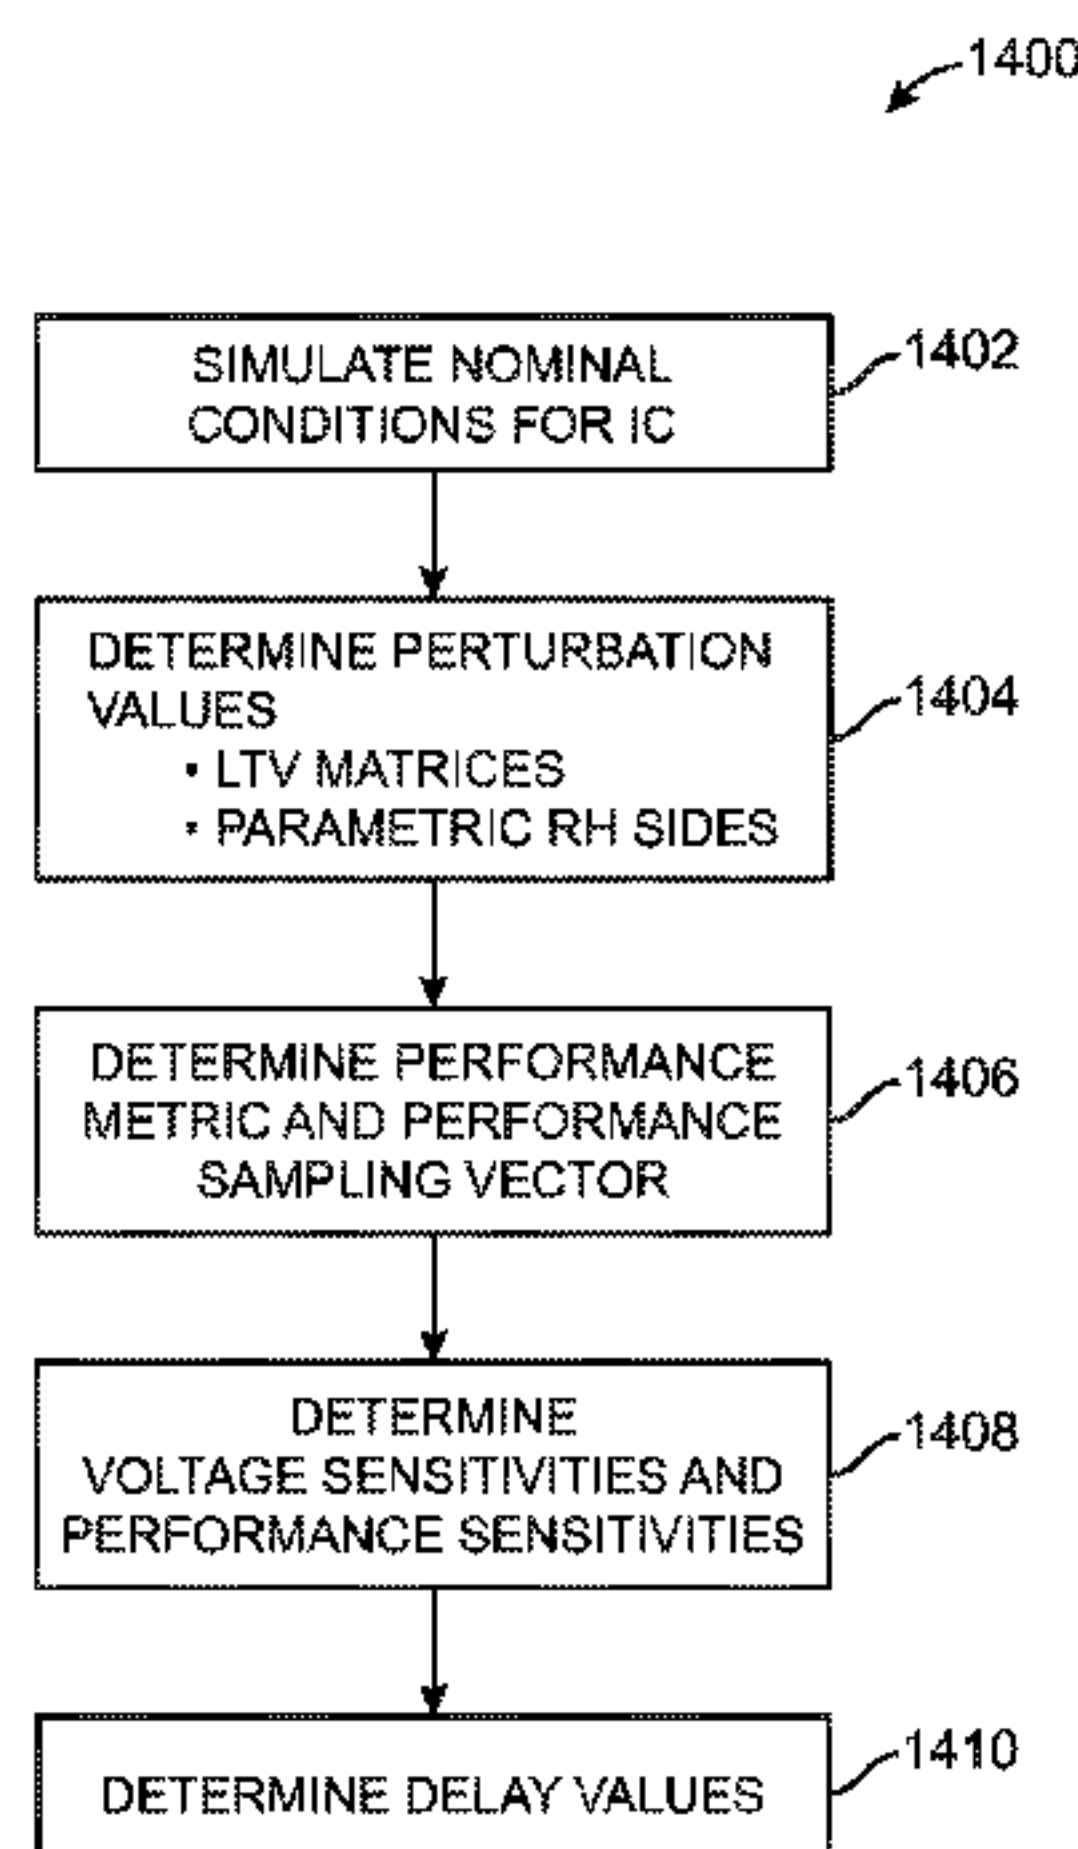 1400
SIMULATE NOMINAL
CONDITIONS FOR IC
1402
DETERMINE PERTURBATION
VALUES
• LTV MATRICES
• PARAMETRIC RH SIDES
1404
DETERMINE PERFORMANCE
METRIC AND PERFORMANCE
SAMPLING VECTOR
1406
DETERMINE
VOLTAGE SENSITIVITIES AND
PERFORMANCE SENSITIVITIES
1408
DETERMINE DELAY VALUES
1410